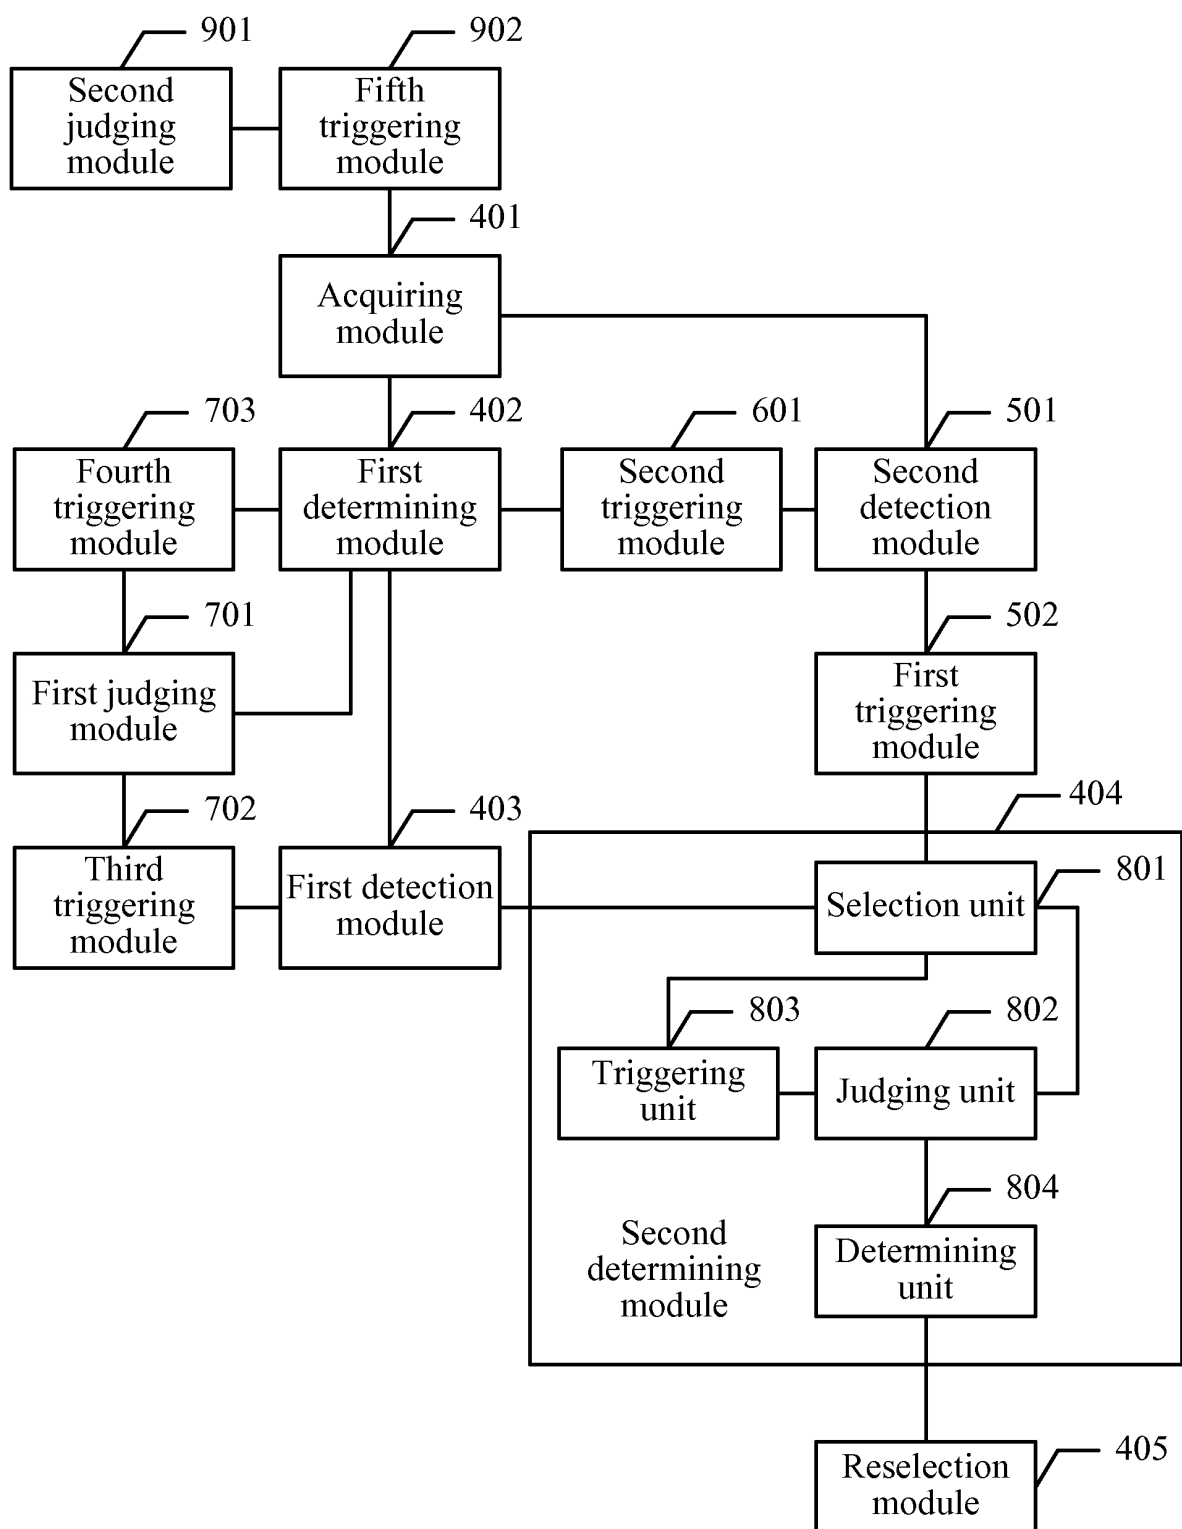 901
902
Second
judging
module
Fifth
triggering
module
401
Acquiring
module
703
402
601
501
Fourth
triggering
module
First
determining
module
Second
triggering
module
Second
detection
module
701
502
First judging
module
First
triggering
module
702
403
404
Third
triggering
module
First detection
module
Selection unit
801
803
802
Triggering
unit
Judging unit
804
Second
determining
module
Determining
unit
405
Reselection
module